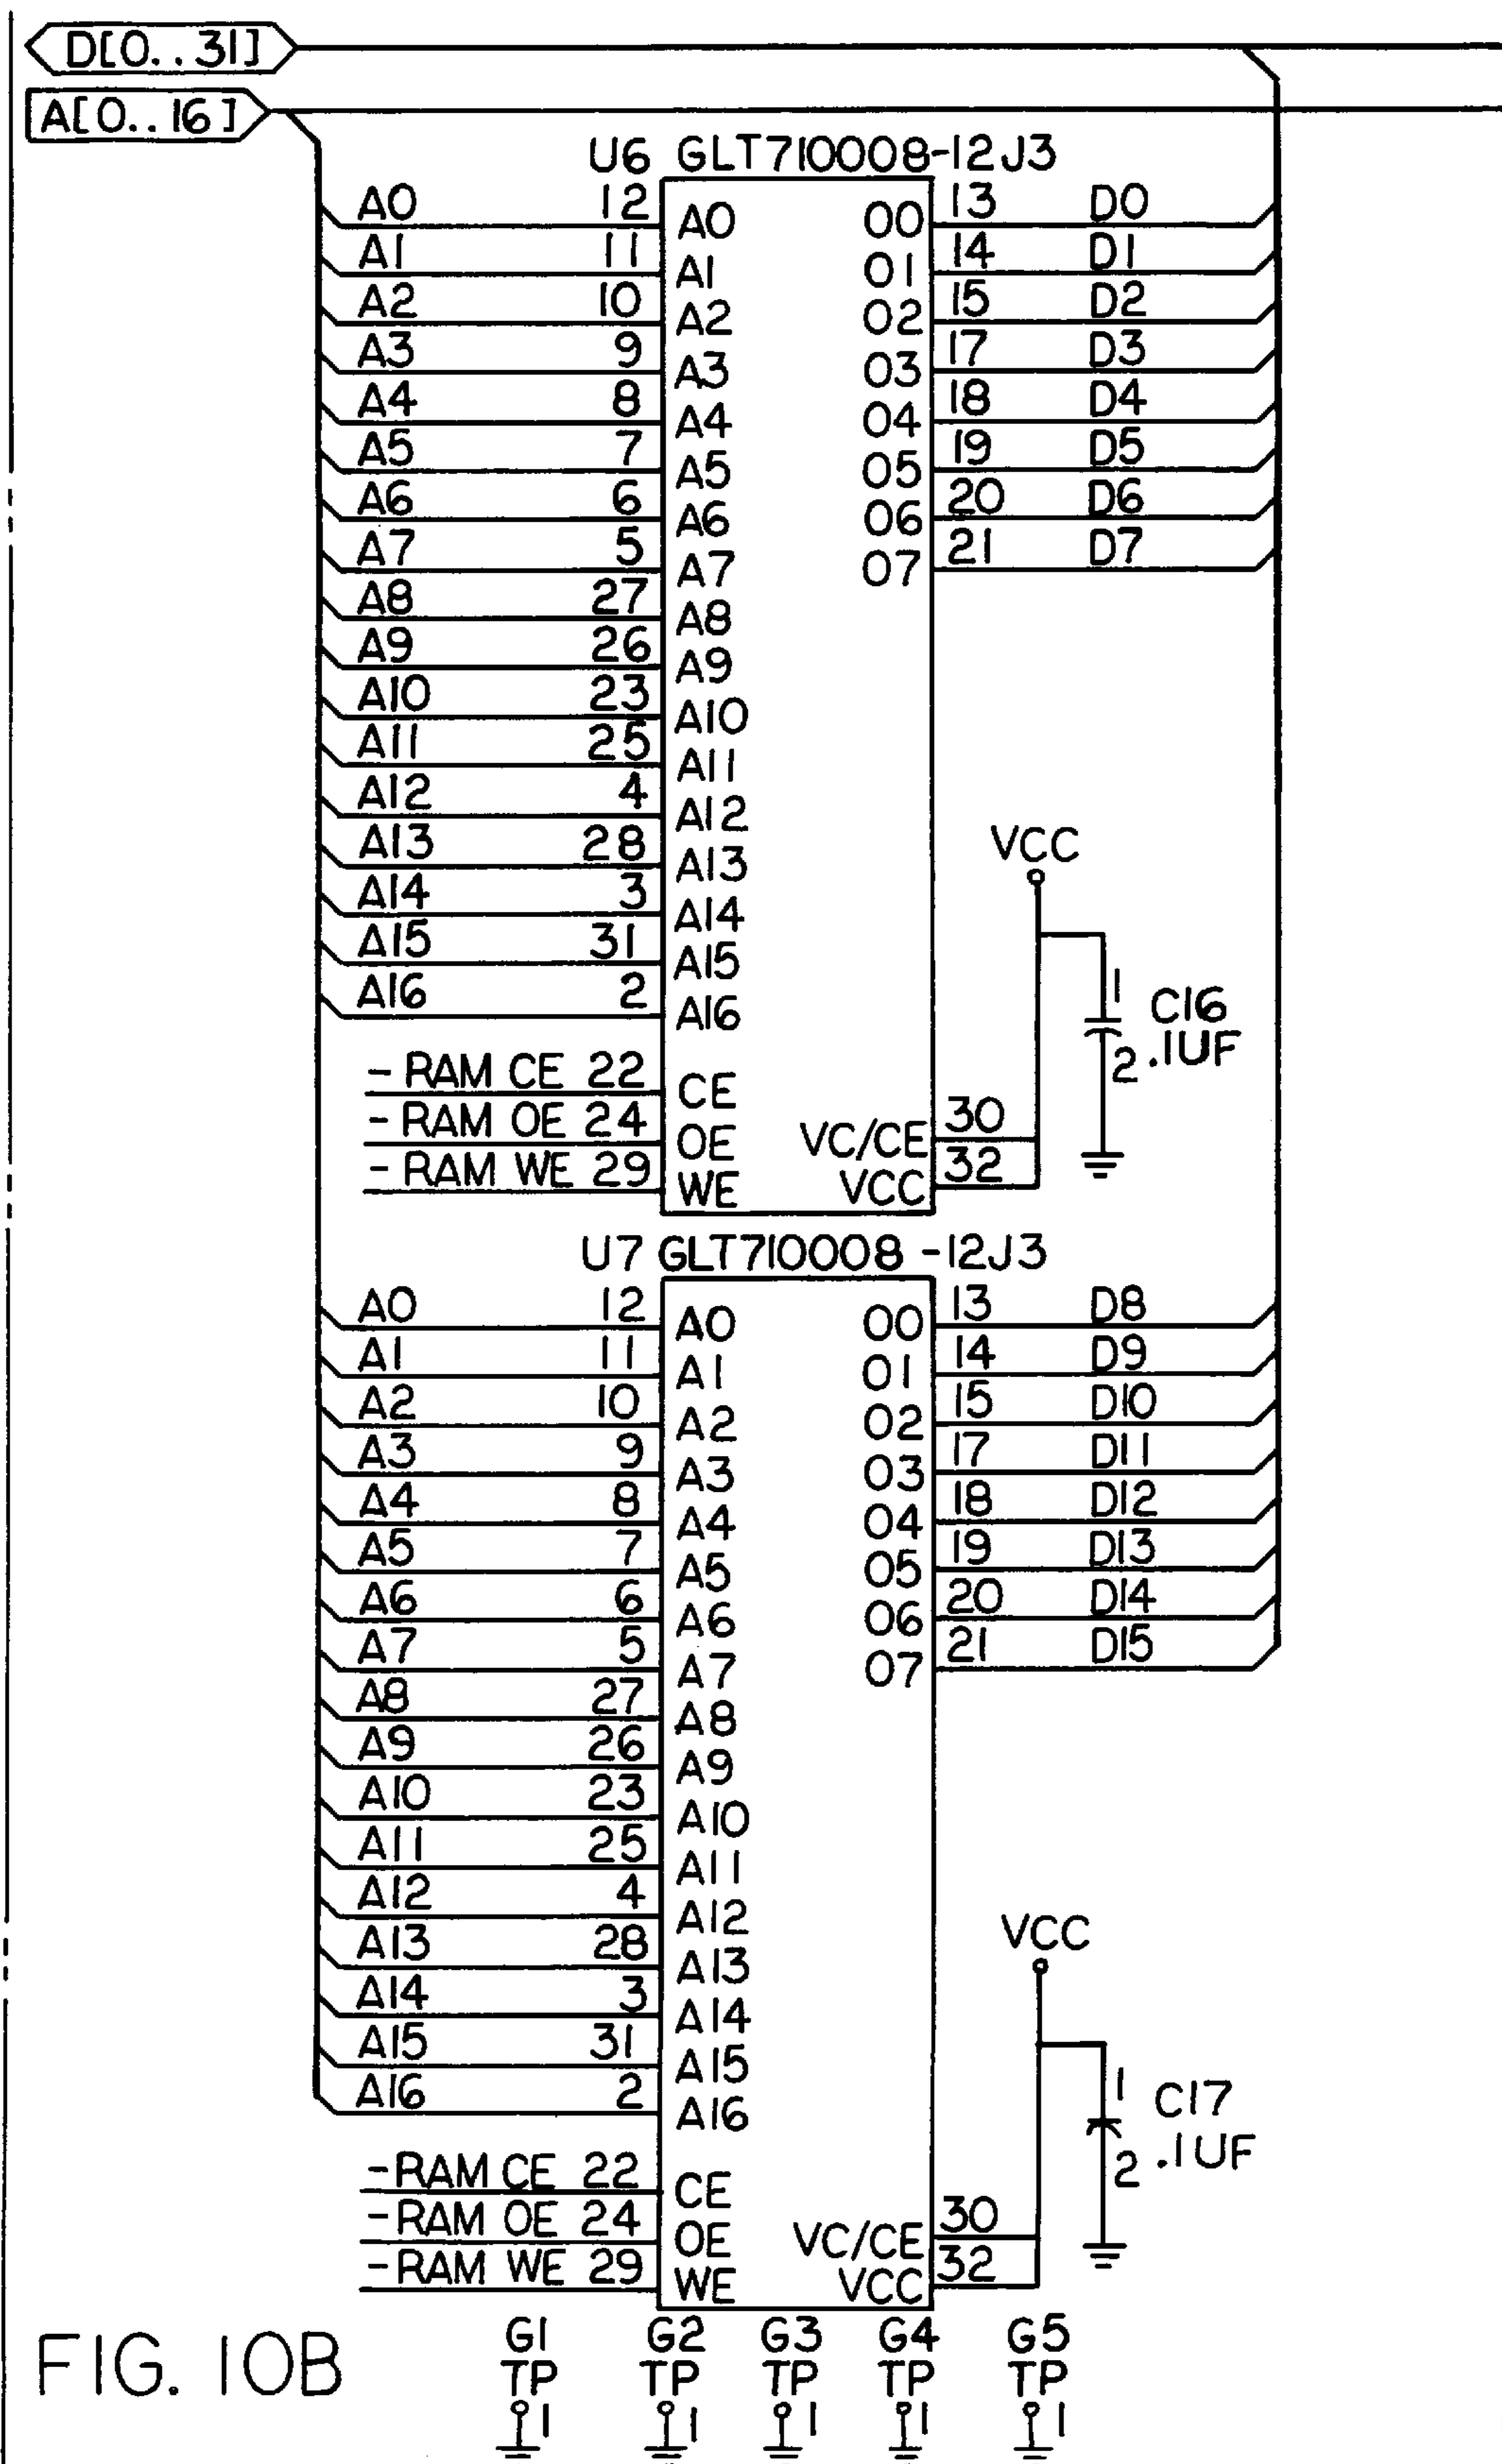 D[0..31]
A[0..16]
U6 GLT710008-12J3
A0 12 A0 O0 13 D0
A1 11 A1 O1 14 D1
A2 10 A2 O2 15 D2
A3 9 A3 O3 17 D3
A4 8 A4 O4 18 D4
A5 7 A5 O5 19 D5
A6 6 A6 O6 20 D6
A7 5 A7 O7 21 D7
A8 27 A8
A9 26 A9
A10 23 A10
A11 25 A11
A12 4 A12
A13 28 A13
VCC
A14 3 A14
A15 31 A15
A16 2 A16
1 C16
2 .1UF
-RAM CE 22 CE
-RAM OE 24 OE VC/CE 30
-RAM WE 29 WE VCC 32
U7 GLT710008-12J3
A0 12 A0 O0 13 D8
A1 11 A1 O1 14 D9
A2 10 A2 O2 15 D10
A3 9 A3 O3 17 D11
A4 8 A4 O4 18 D12
A5 7 A5 O5 19 D13
A6 6 A6 O6 20 D14
A7 5 A7 O7 21 D15
A8 27 A8
A9 26 A9
A10 23 A10
A11 25 A11
A12 4 A12
A13 28 A13
VCC
A14 3 A14
A15 31 A15
A16 2 A16
1 C17
2 .1UF
-RAM CE 22 CE
-RAM OE 24 OE VC/CE 30
-RAM WE 29 WE VCC 32
G1 G2 G3 G4 G5
TP TP TP TP TP
1 1 1 1 1
FIG. 10B